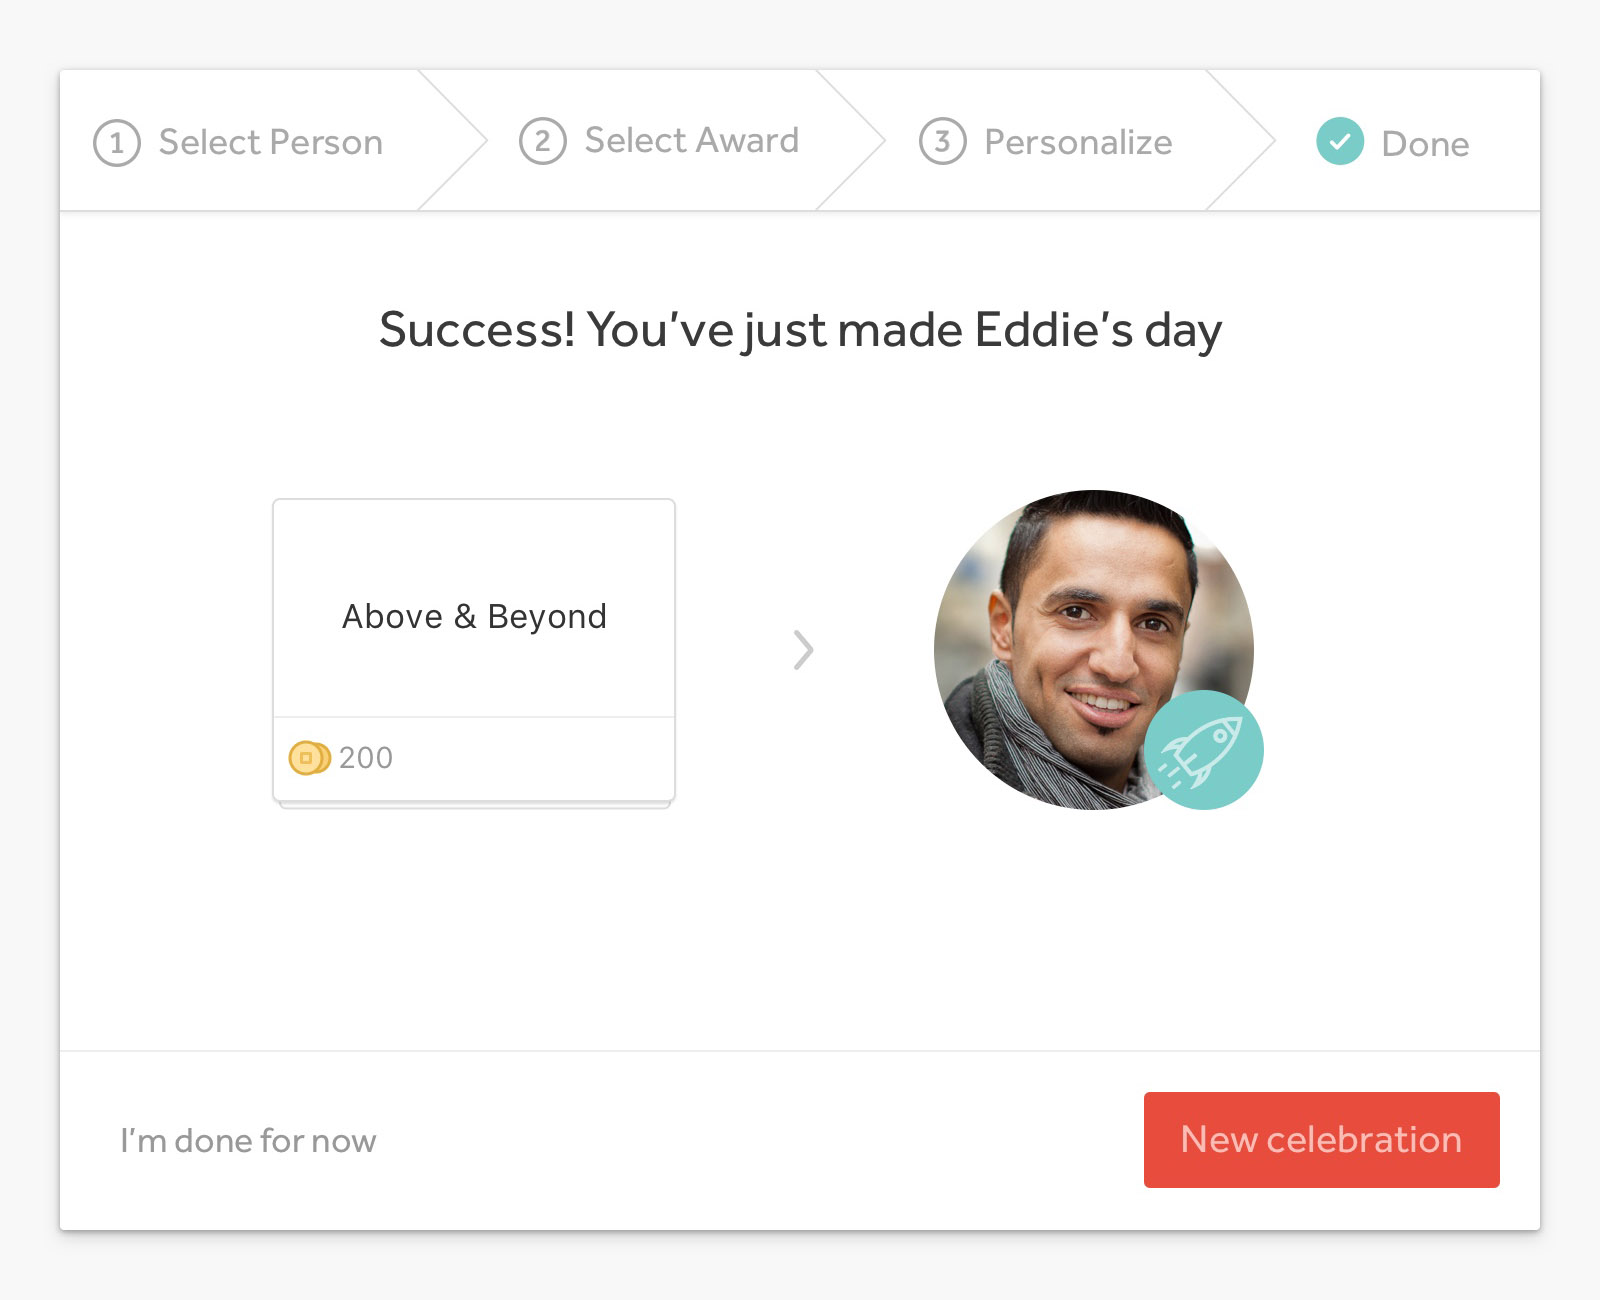 1 Select Person
2 Select Award
3 Personalize
Done
Success! You’ve just made Eddie’s day
Above & Beyond
200
I’m done for now
New celebration